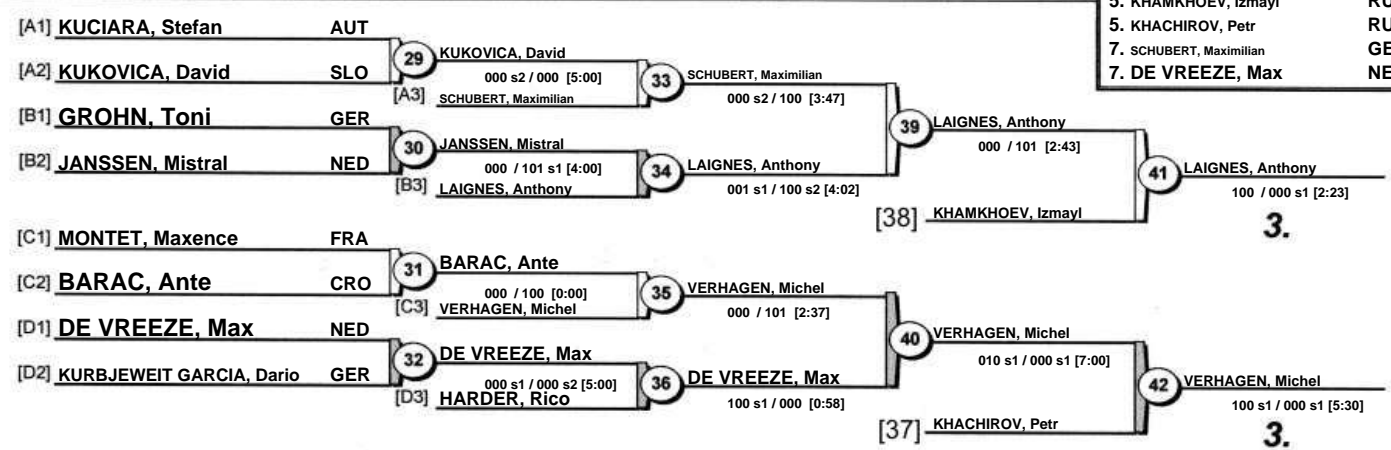 5. KHAMKHOEV, Izmayl RU
5. KHACHIROV, Petr RU
7. SCHUBERT, Maximilian GE
7. DE VREEZE, Max NE
[A1] KUCIARA, Stefan AUT
29
KUKOVICA, David
000 s2 / 000 [5:00]
[A2] KUKOVICA, David SLO
[A3] SCHUBERT, Maximilian
33
SCHUBERT, Maximilian
000 s2 / 100 [3:47]
[B1] GROHN, Toni GER
30
JANSSEN, Mistral
000 / 101 s1 [4:00]
[B2] JANSSEN, Mistral NED
[B3] LAIGNES, Anthony
34
LAIGNES, Anthony
001 s1 / 100 s2 [4:02]
39
LAIGNES, Anthony
000 / 101 [2:43]
[38] KHAMKHOEV, Izmayl
41
LAIGNES, Anthony
100 / 000 s1 [2:23]
3.
[C1] MONTET, Maxence FRA
31
BARAC, Ante
000 / 100 [0:00]
[C2] BARAC, Ante CRO
[C3] VERHAGEN, Michel
35
VERHAGEN, Michel
000 / 101 [2:37]
[D1] DE VREEZE, Max NED
32
DE VREEZE, Max
000 s1 / 000 s2 [5:00]
[D2] KURBJEWEIT GARCIA, Dario GER
[D3] HARDER, Rico
36
DE VREEZE, Max
100 s1 / 000 [0:58]
40
VERHAGEN, Michel
010 s1 / 000 s1 [7:00]
[37] KHACHIROV, Petr
42
VERHAGEN, Michel
100 s1 / 000 s1 [5:30]
3.